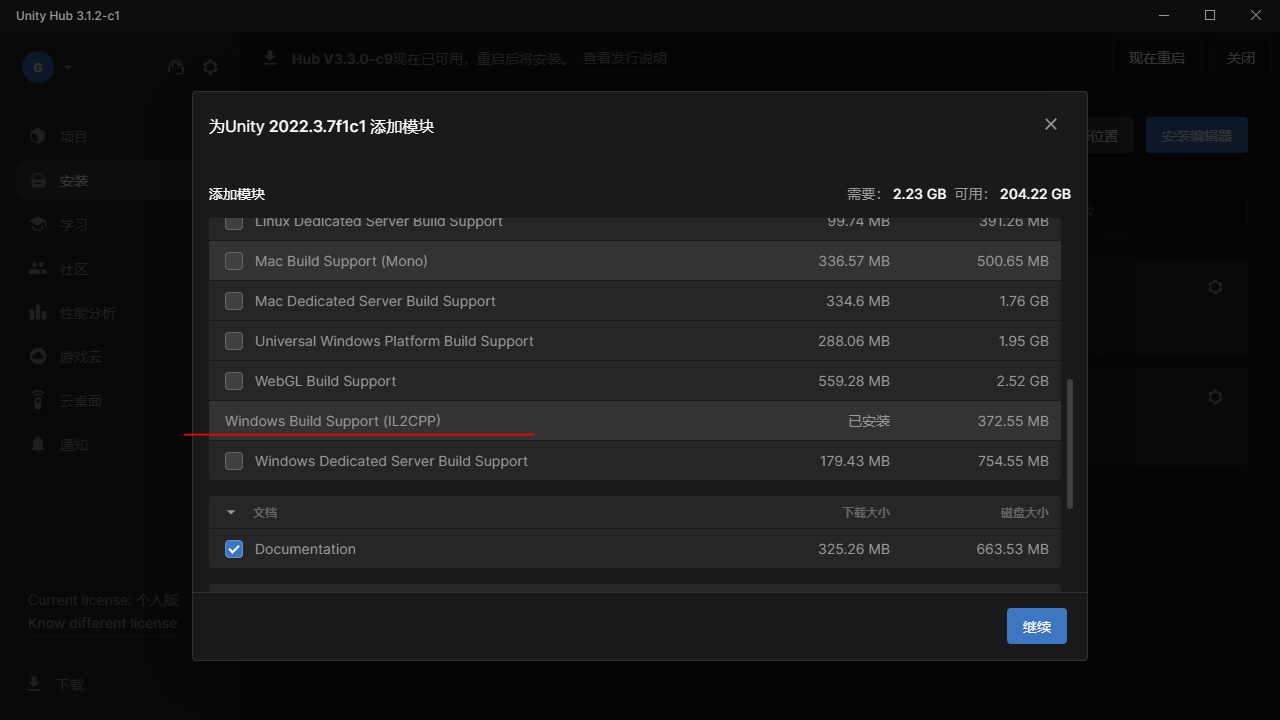 Unity Hub 3.1.2-c1
G
Hub V3.3.0-c9现在已可用，重启后将安装。 查看发行说明
现在重启
关闭
项目
安装
学习
社区
性能分析
游戏云
云桌面
通知
Current license: 个人版
Know different license
下载
位置
安装编辑器
为Unity 2022.3.7f1c1 添加模块
添加模块
需要： 2.23 GB 可用： 204.22 GB
Linux Dedicated Server Build Support 99.74 MB 391.26 MB
Mac Build Support (Mono) 336.57 MB 500.65 MB
Mac Dedicated Server Build Support 334.6 MB 1.76 GB
Universal Windows Platform Build Support 288.06 MB 1.95 GB
WebGL Build Support 559.28 MB 2.52 GB
Windows Build Support (IL2CPP) 已安装 372.55 MB
Windows Dedicated Server Build Support 179.43 MB 754.55 MB
文档 下载大小 磁盘大小
Documentation 325.26 MB 663.53 MB
继续